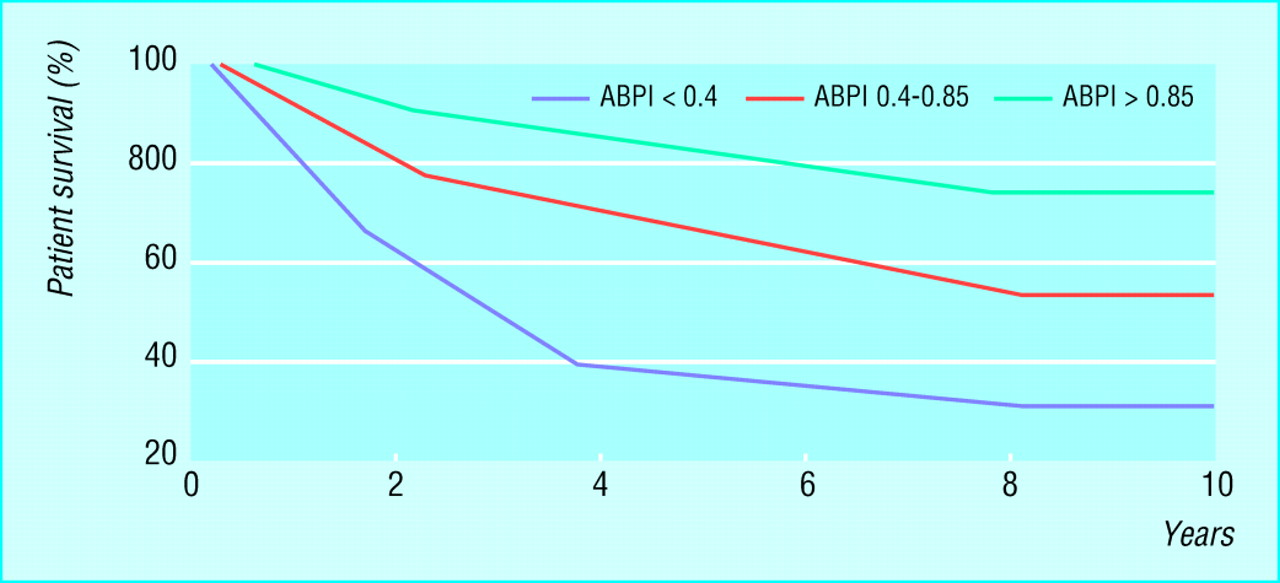 Patient survival (%)
100
800
60
40
20
ABPI < 0.4
ABPI 0.4-0.85
ABPI > 0.85
0 2 4 6 8 10
Years